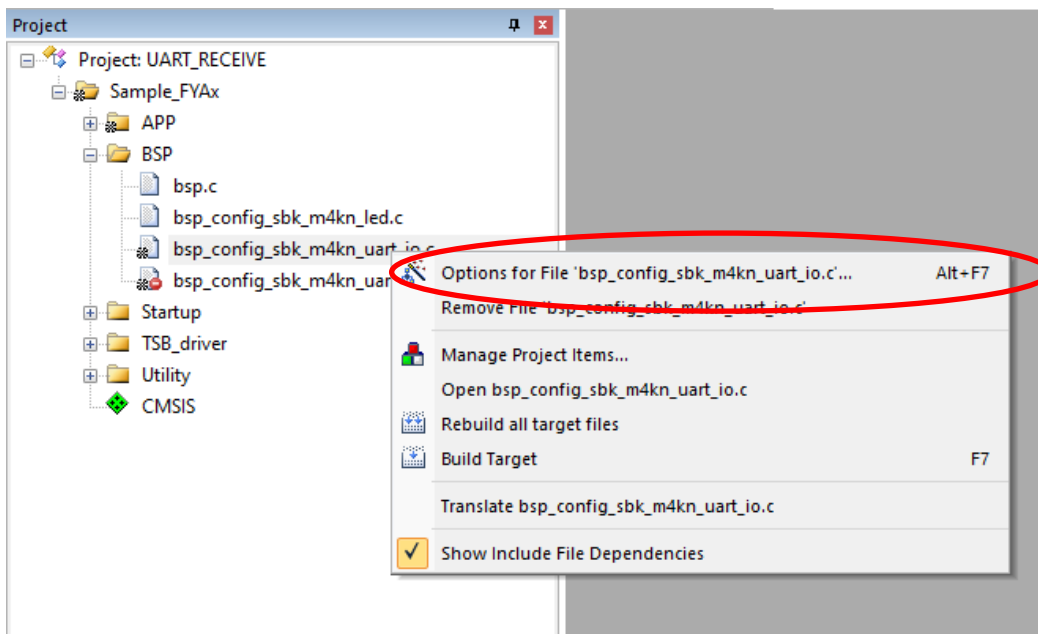 Project
Project: UART_RECEIVE
Sample_FYAx
APP
BSP
bsp.c
bsp_config_sbk_m4kn_led.c
bsp_config_sbk_m4kn_uart_io.c
bsp_config_sbk_m4kn_uar
Startup
TSB_driver
Utility
CMSIS
Options for File 'bsp_config_sbk_m4kn_uart_io.c'... Alt+F7
Remove File 'bsp_config_sbk_m4kn_uart_io.c'
Manage Project Items...
Open bsp_config_sbk_m4kn_uart_io.c
Rebuild all target files
Build Target F7
Translate bsp_config_sbk_m4kn_uart_io.c
Show Include File Dependencies